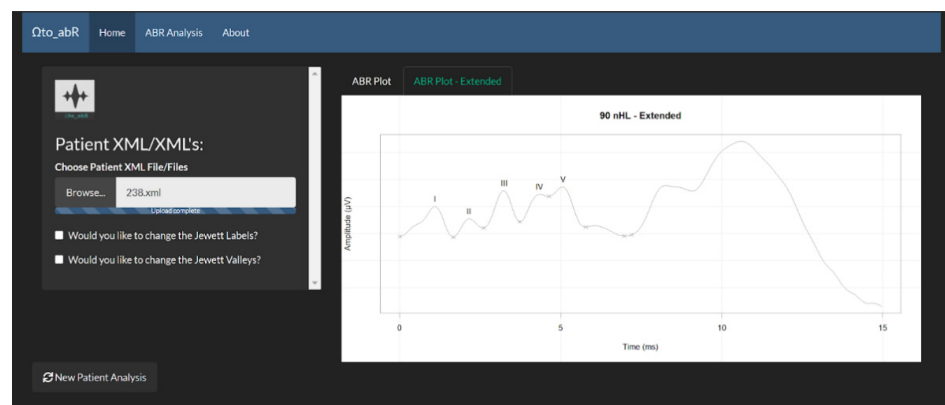 Ωto_abR Home ABR Analysis About
Ωto_abR
Patient XML/XML's:
Choose Patient XML File/Files
Browse... 238.xml
Upload complete
Would you like to change the Jewett Labels?
Would you like to change the Jewett Valleys?
New Patient Analysis
ABR Plot ABR Plot - Extended
90 nHL - Extended
I II III IV V
Amplitude (µV)
0 5 10 15
Time (ms)